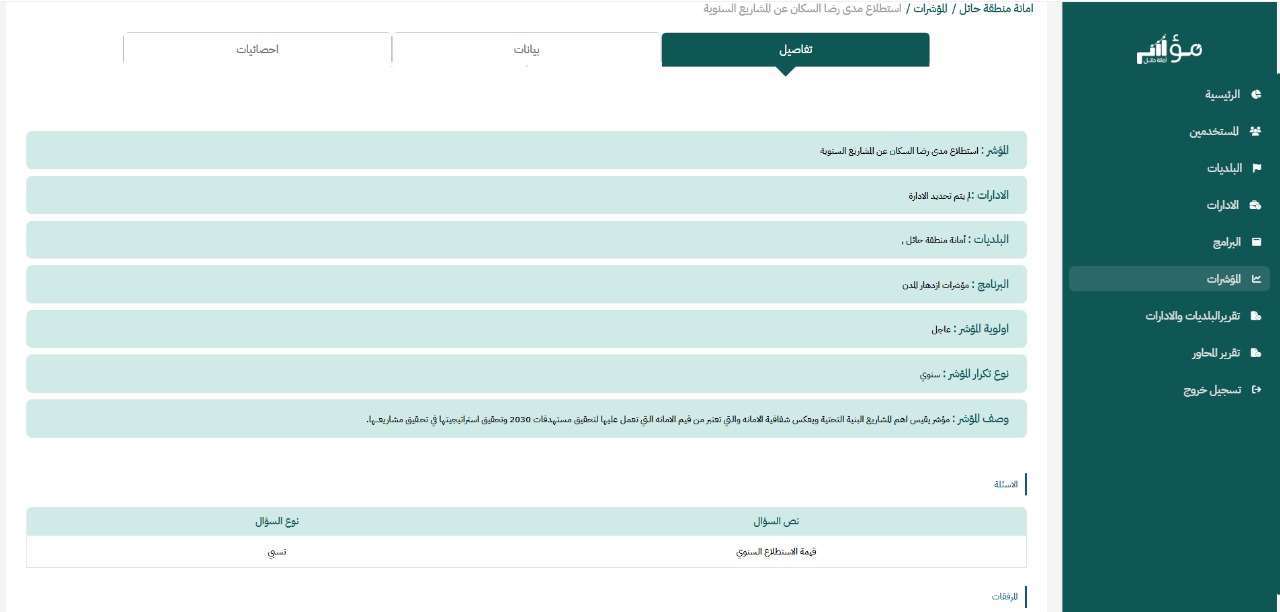 مؤشر
أمانة حائل
الرئيسية
المستخدمين
البلديات
الادارات
البرامج
المؤشرات
تقريرالبلديات والادارات
تقرير المحاور
تسجيل خروج
امانة منطقة حائل / المؤشرات / استطلاع مدى رضا السكان عن المشاريع السنوية
تفاصيل
بيانات
احصائيات
المؤشر : استطلاع مدى رضا السكان عن المشاريع السنوية
الادارات :لم يتم تحديد الادارة
البلديات : أمانة منطقة حائل ,
البرنامج : مؤشرات ازدهار المدن
اولوية المؤشر : عاجل
نوع تكرار المؤشر : سنوي
وصف المؤشر : مؤشر يقيس اهم المشاريع البنية التحتية ويعكس شفافية الامانه والتي تعتبر من قيم الامانه التي تعمل عليها لتحقيق مستهدفات 2030 وتحقيق استراتيجيتها في تحقيق مشاريعها.
الاسئلة
نص السؤال نوع السؤال
قيمة الاستطلاع السنوي نسبي
المرفقات